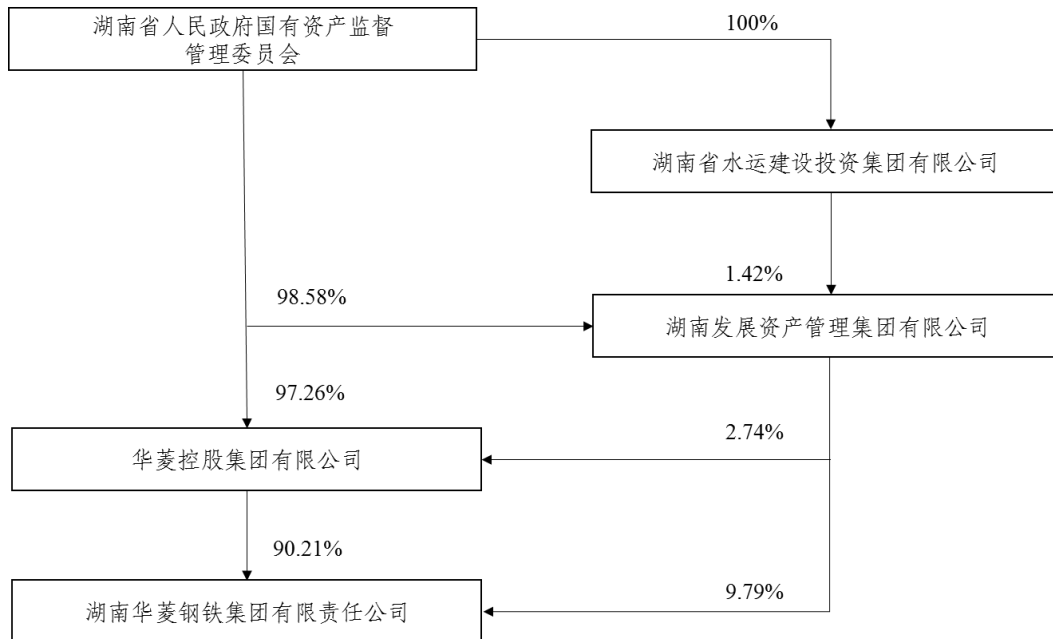 湖南省人民政府国有资产监督
管理委员会
100%
湖南省水运建设投资集团有限公司
1.42%
98.58%
湖南发展资产管理集团有限公司
97.26%
2.74%
华菱控股集团有限公司
90.21%
9.79%
湖南华菱钢铁集团有限责任公司